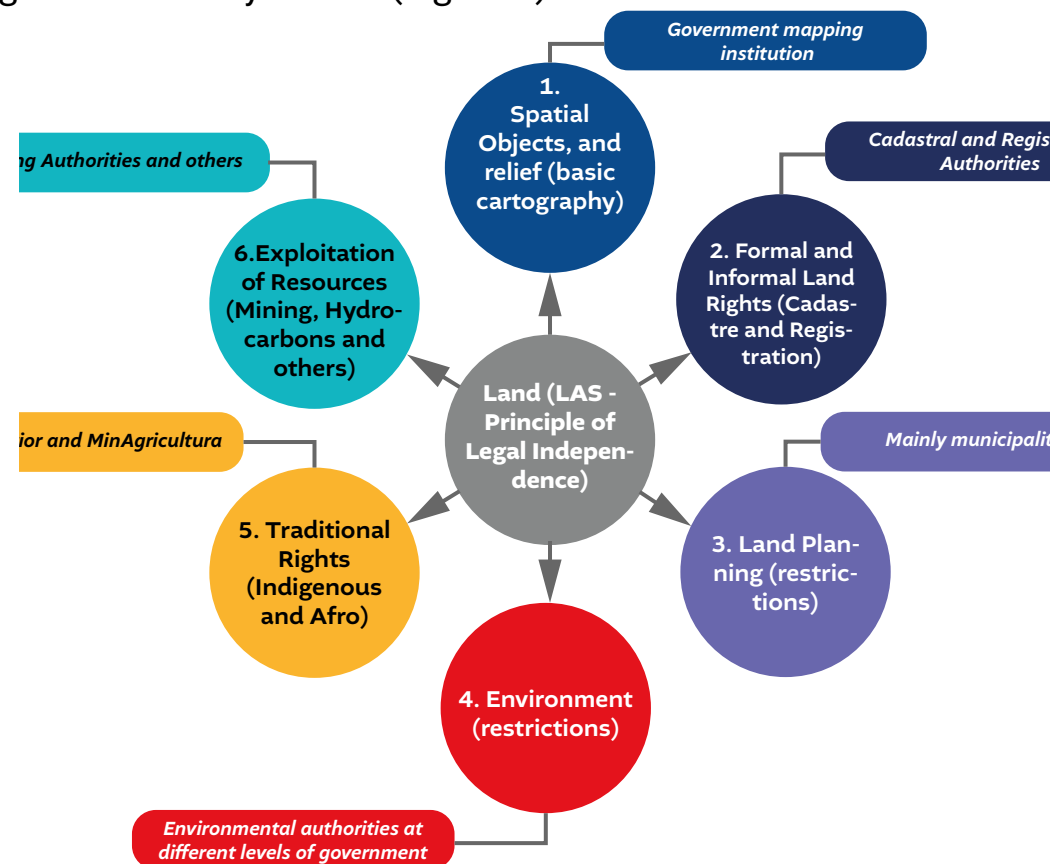 Government mapping
institution
1.
Spatial
Objects, and
relief (basic
cartography)
Authorities and others
Cadastral and
Authorities
6.Exploitation
of Resources
(Mining, Hydro-
carbons and
others)
2. Formal and
Informal Land
Rights (Cadas-
tre and Regis-
tration)
Land (LAS -
Principle of
Legal Indepen-
dence)
and MinAgricultura
Mainly
5. Traditional
Rights
(Indigenous
and Afro)
3. Land Plan-
ning (restric-
tions)
4. Environment
(restrictions)
Environmental authorities at
different levels of government